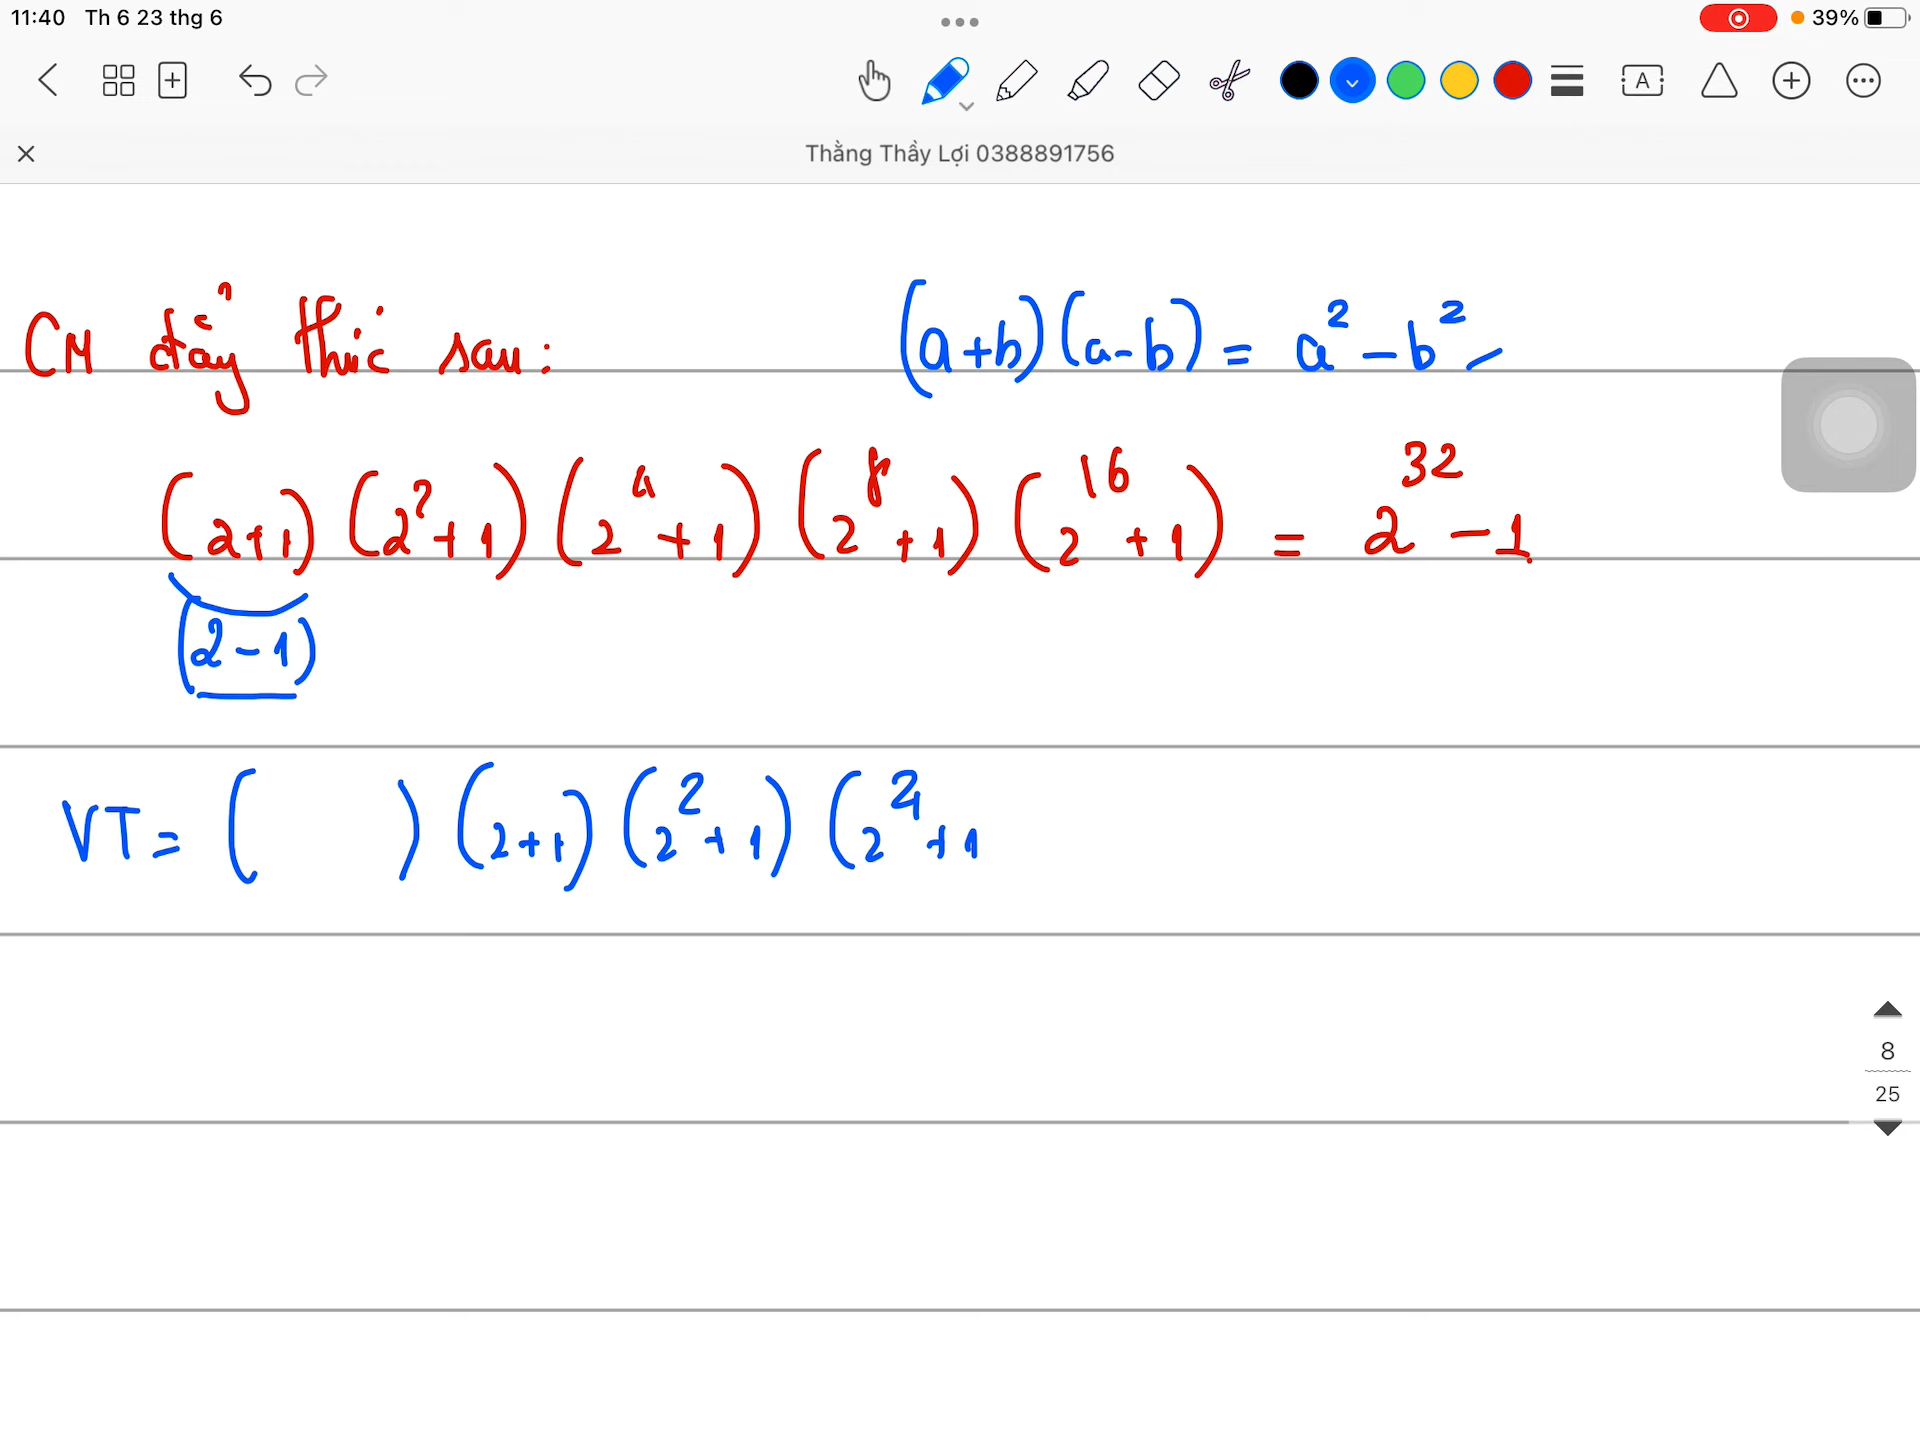 11:40 Th 6 23 thg 6 39%
A
Thằng Thầy Lợi 0388891756
CM đẳng thức sau: (a+b)(a-b) = a² - b²
(2+1)(2²+1)(2⁴+1)(2⁸+1)(2¹⁶+1) = 2³² - 1
(2-1)
VT = ( )(2+1)(2²+1)(2⁴+1
8
25